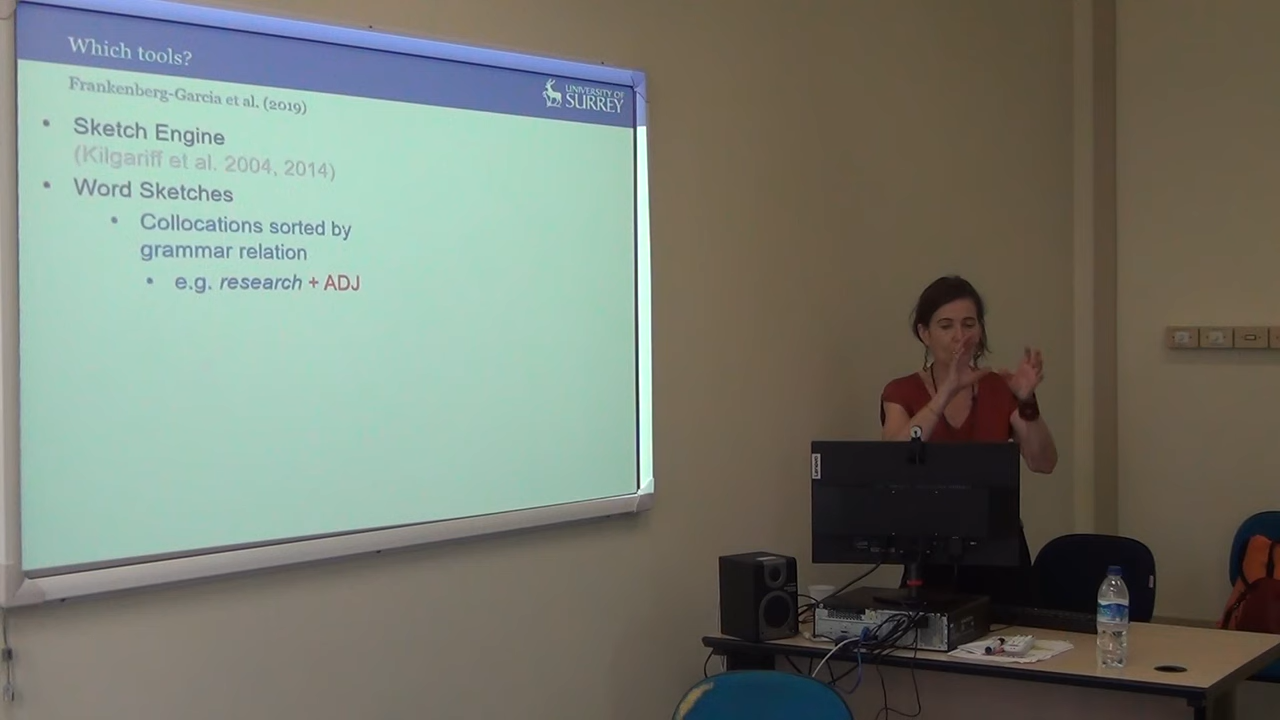 Which tools?
Frankenberg-Garcia et al. (2019)
UNIVERSITY OF
SURREY
• Sketch Engine
(Kilgariff et al. 2004, 2014)
• Word Sketches
• Collocations sorted by
grammar relation
• e.g. research + ADJ
Lenovo